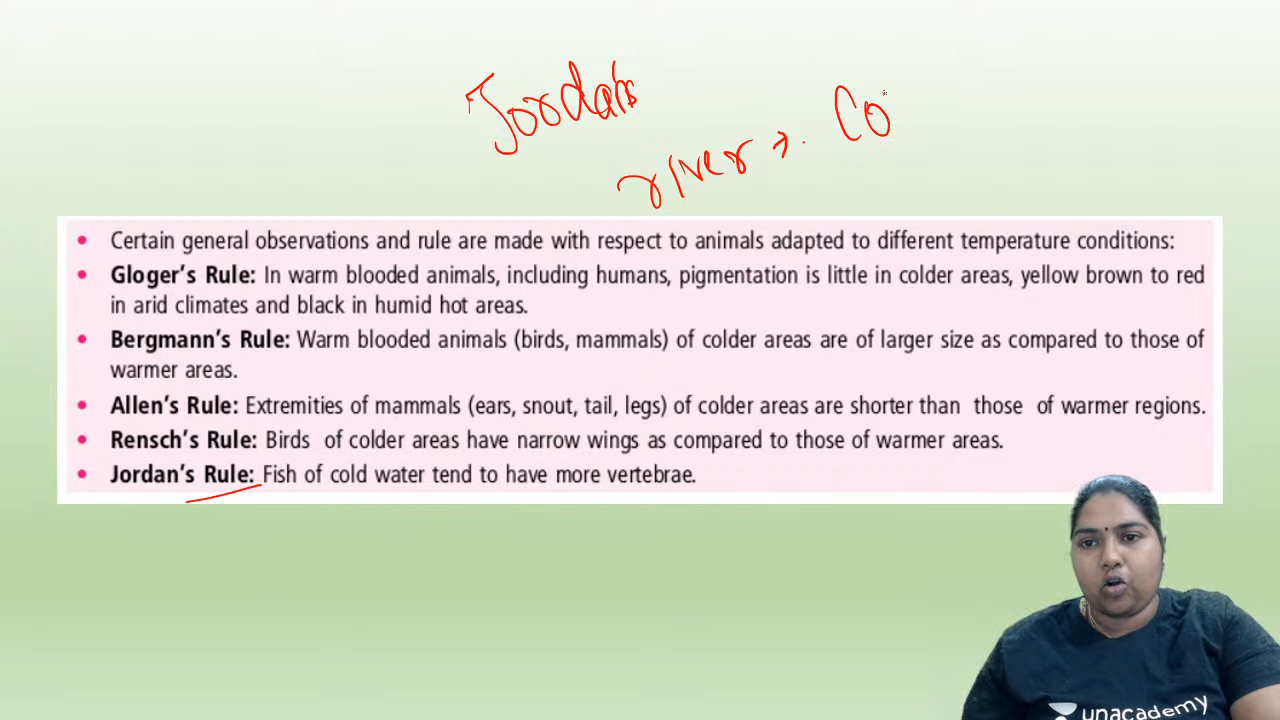 Jordan's
river → Co
• Certain general observations and rule are made with respect to animals adapted to different temperature conditions:
• Gloger's Rule: In warm blooded animals, including humans, pigmentation is little in colder areas, yellow brown to red
in arid climates and black in humid hot areas.
• Bergmann's Rule: Warm blooded animals (birds, mammals) of colder areas are of larger size as compared to those of
warmer areas.
• Allen's Rule: Extremities of mammals (ears, snout, tail, legs) of colder areas are shorter than those of warmer regions.
• Rensch's Rule: Birds of colder areas have narrow wings as compared to those of warmer areas.
• Jordan's Rule: Fish of cold water tend to have more vertebrae.
unacademy